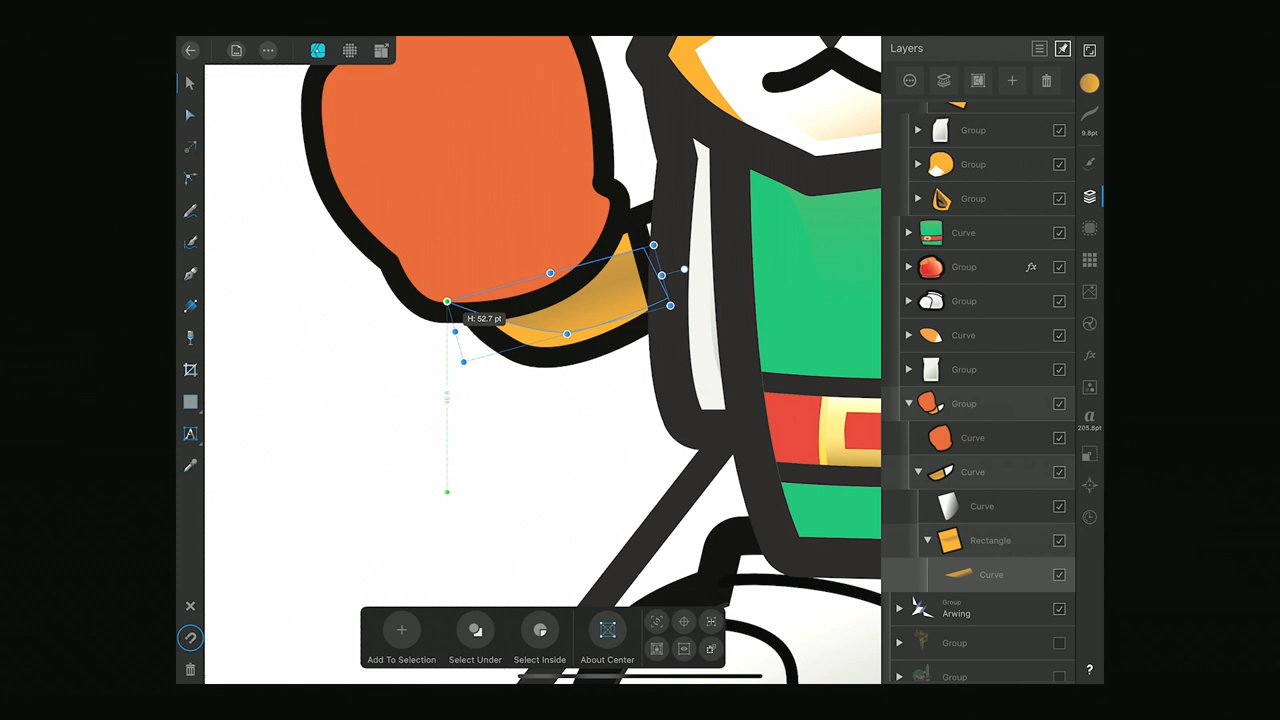 Layers
9.8pt
Group
Group
Group
Curve
Group
fx
Group
fx
Curve
Group
a
205.8pt
Group
Curve
Curve
Curve
Rectangle
Curve
Group
Arwing
Group
Group
?
H: 52.7 pt
A
Add To Selection
Select Under
Select Inside
About Center